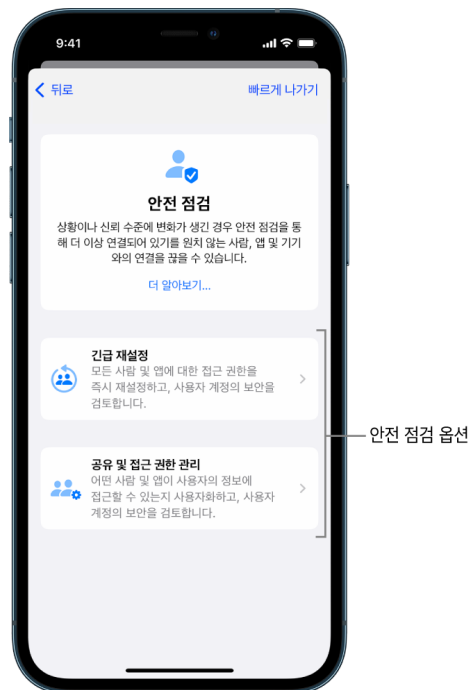 9:41
뒤로
빠르게 나가기
안전 점검
상황이나 신뢰 수준에 변화가 생긴 경우 안전 점검을 통
해 더 이상 연결되어 있기를 원치 않는 사람, 앱 및 기기
와의 연결을 끊을 수 있습니다.
더 알아보기...
긴급 재설정
모든 사람 및 앱에 대한 접근 권한을
즉시 재설정하고, 사용자 계정의 보안을
검토합니다.
안전 점검 옵션
공유 및 접근 권한 관리
어떤 사람 및 앱이 사용자의 정보에
접근할 수 있는지 사용자화하고, 사용자
계정의 보안을 검토합니다.